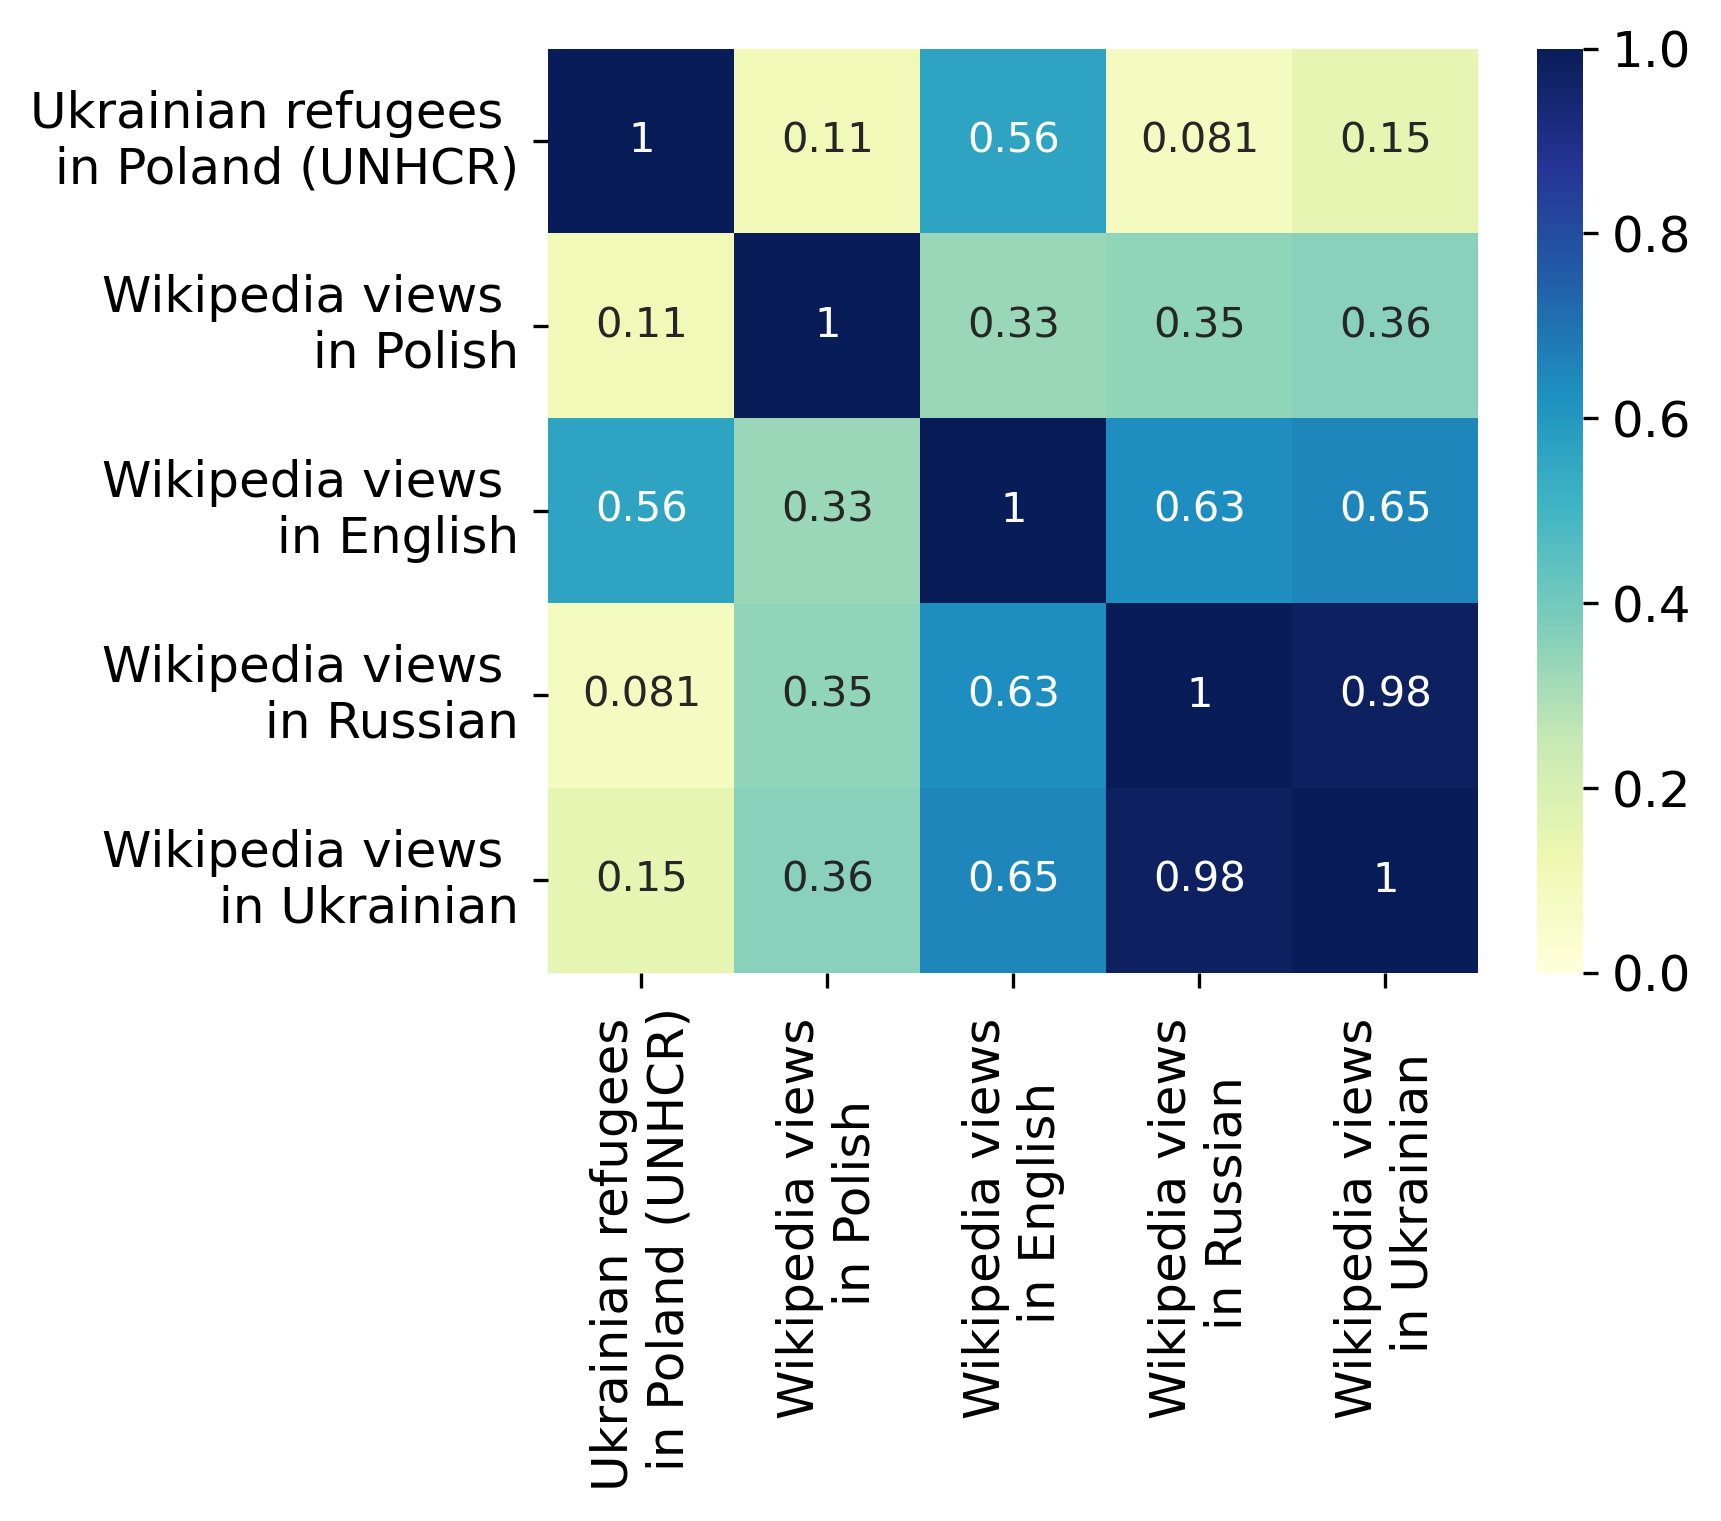 Ukrainian refugees
in Poland (UNHCR)
1 0.11 0.56 0.081 0.15
Wikipedia views
in Polish
0.11 1 0.33 0.35 0.36
Wikipedia views
in English
0.56 0.33 1 0.63 0.65
Wikipedia views
in Russian
0.081 0.35 0.63 1 0.98
Wikipedia views
in Ukrainian
0.15 0.36 0.65 0.98 1
1.0
0.8
0.6
0.4
0.2
0.0
Ukrainian refugees
in Poland (UNHCR)
Wikipedia views
in Polish
Wikipedia views
in English
Wikipedia views
in Russian
Wikipedia views
in Ukrainian